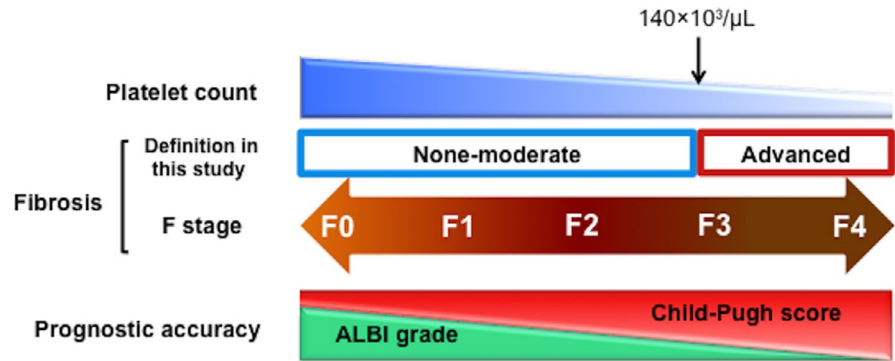 140×10³/μL
Platelet count
Definition in
this study
None-moderate
Advanced
Fibrosis
F stage
F0
F1
F2
F3
F4
Prognostic accuracy
ALBI grade
Child-Pugh score